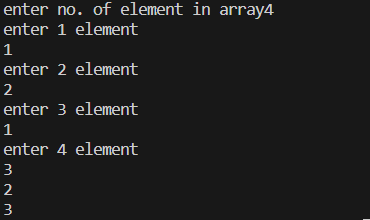 enter no. of element in array4
enter 1 element
1
enter 2 element
2
enter 3 element
1
enter 4 element
3
2
3